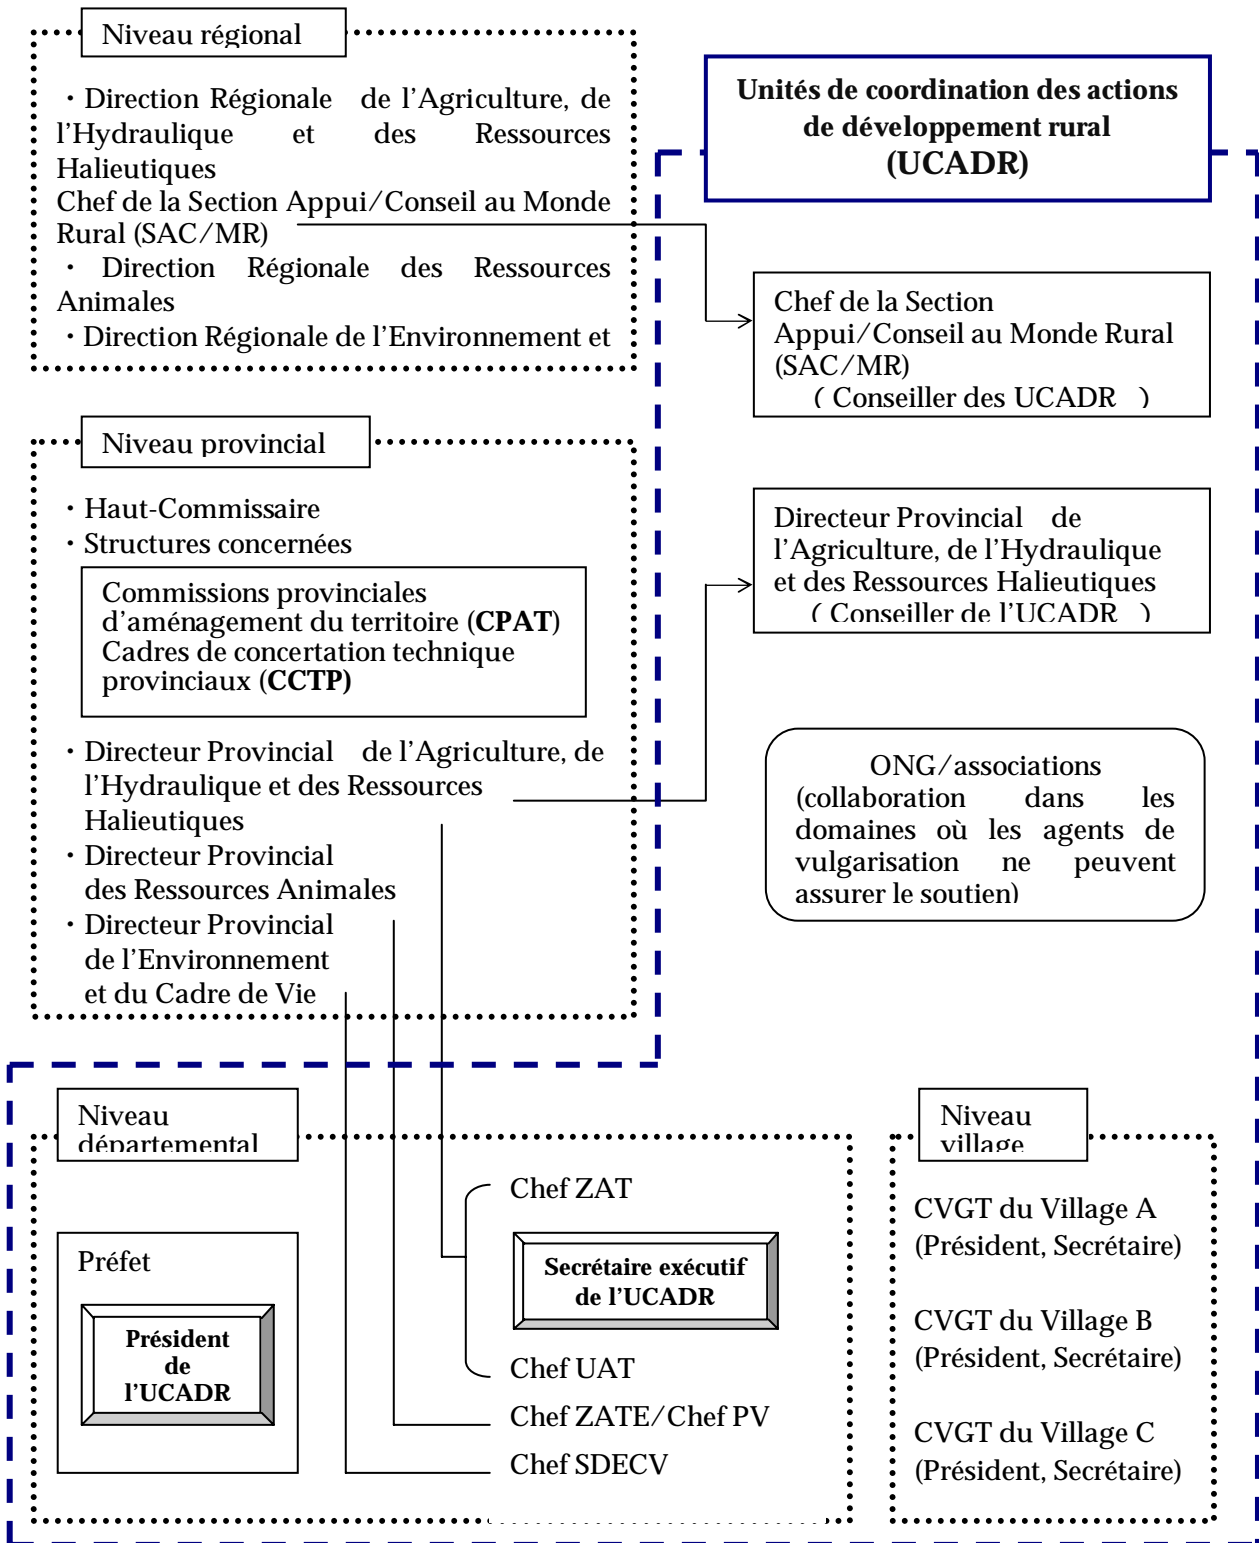 Niveau régional
・Direction Régionale de l'Agriculture, de
l'Hydraulique et des Ressources
Halieutiques
Chef de la Section Appui/Conseil au Monde
Rural (SAC/MR)
・ Direction Régionale des Ressources
Animales
・Direction Régionale de l'Environnement et
Unités de coordination des actions
de développement rural
(UCADR)
Chef de la Section
Appui/Conseil au Monde Rural
(SAC/MR)
( Conseiller des UCADR )
Niveau provincial
・Haut-Commissaire
・Structures concernées
Commissions provinciales
d'aménagement du territoire (CPAT)
Cadres de concertation technique
provinciaux (CCTP)
・Directeur Provincial de l'Agriculture, de
l'Hydraulique et des Ressources
Halieutiques
・Directeur Provincial
des Ressources Animales
・Directeur Provincial
de l'Environnement
et du Cadre de Vie
Directeur Provincial de
l'Agriculture, de l'Hydraulique
et des Ressources Halieutiques
( Conseiller de l'UCADR )
ONG/associations
(collaboration dans les
domaines où les agents de
vulgarisation ne peuvent
assurer le soutien)
Niveau
départemental
Préfet
Président
de
l'UCADR
Chef ZAT
Secrétaire exécutif
de l'UCADR
Chef UAT
Chef ZATE/Chef PV
Chef SDECV
Niveau
village
CVGT du Village A
(Président, Secrétaire)
CVGT du Village B
(Président, Secrétaire)
CVGT du Village C
(Président, Secrétaire)